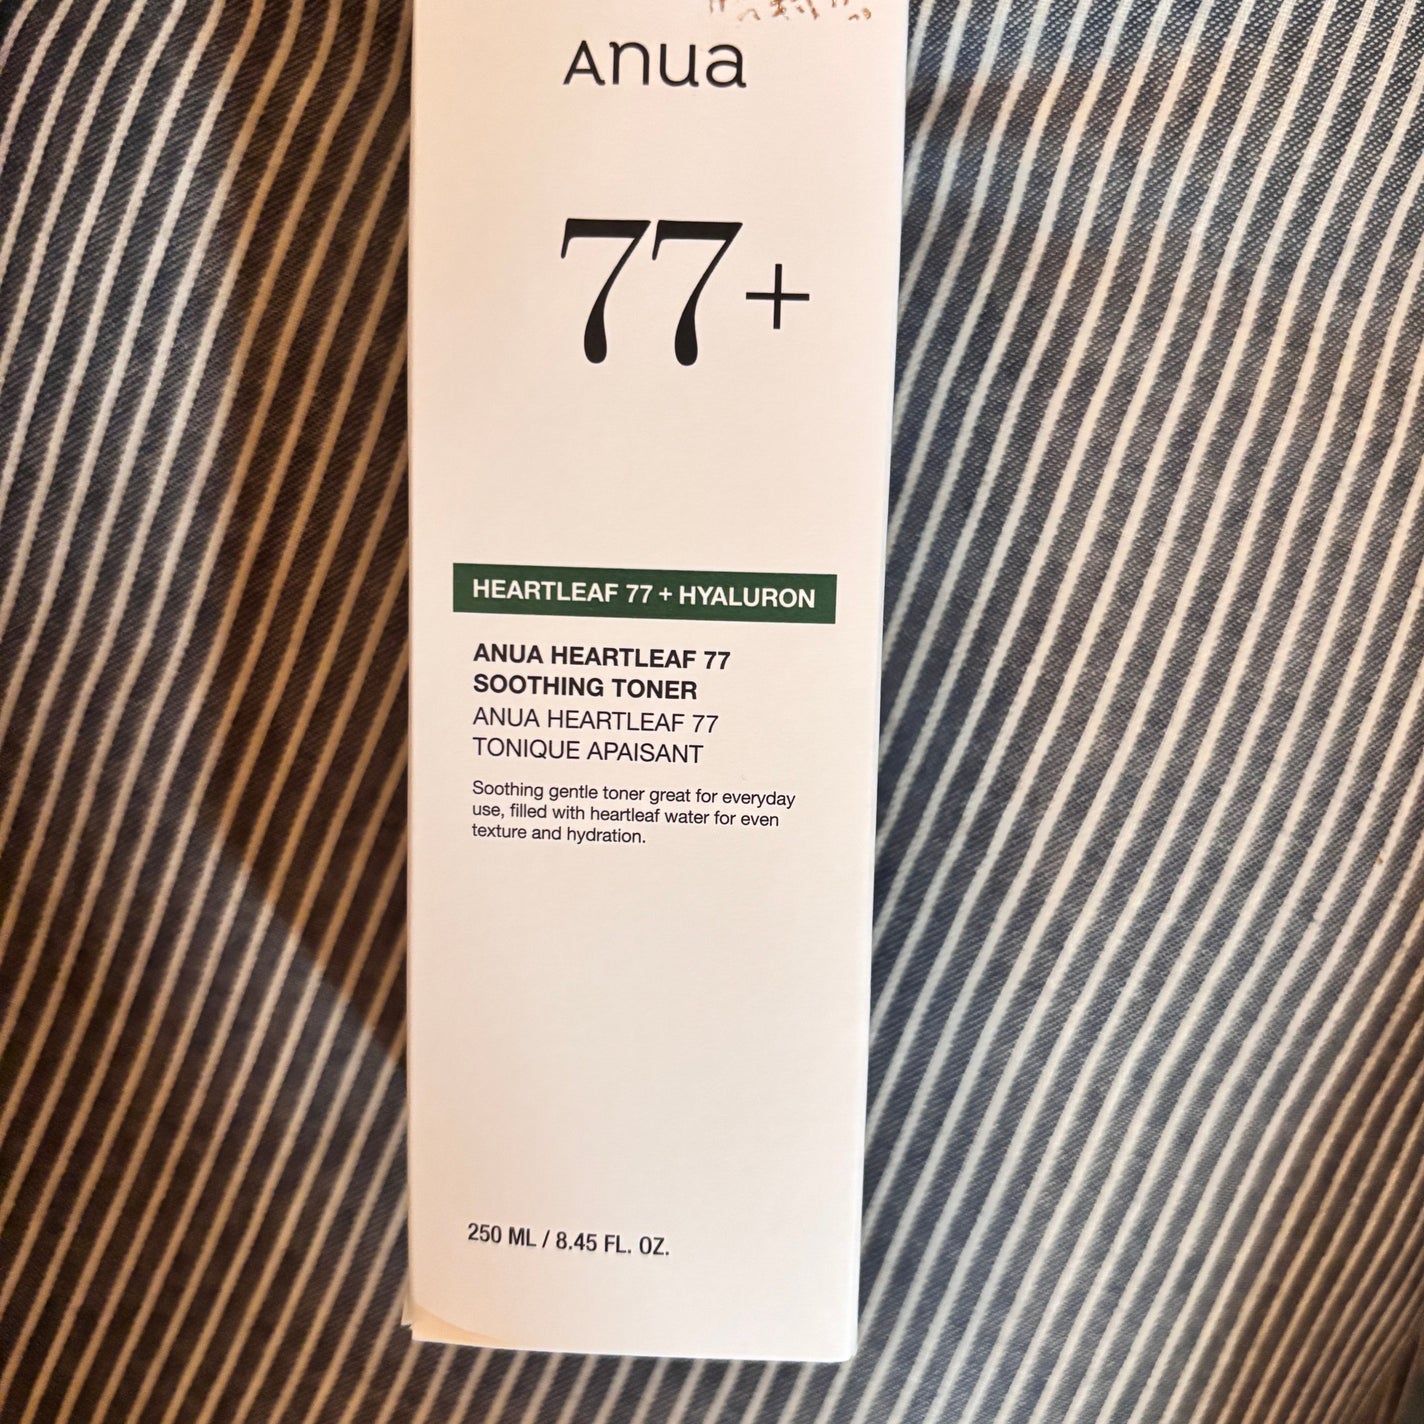 Anua
77+
HEARTLEAF 77 + HYALURON
ANUA HEARTLEAF 77
SOOTHING TONER
ANUA HEARTLEAF 77
TONIQUE APAISANT
Soothing gentle toner great for everyday
use, filled with heartleaf water for even
texture and hydration.
250 ML / 8.45 FL. OZ.